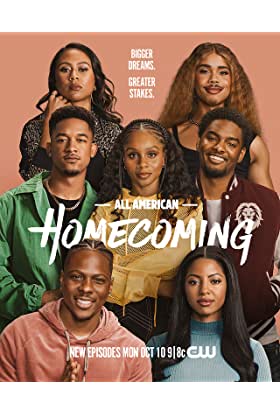 BIGGER
DREAMS.
GREATER
STAKES.
ALL AMERICAN
HOMECOMING
NEW EPISODES MON OCT 10 9|8c CW